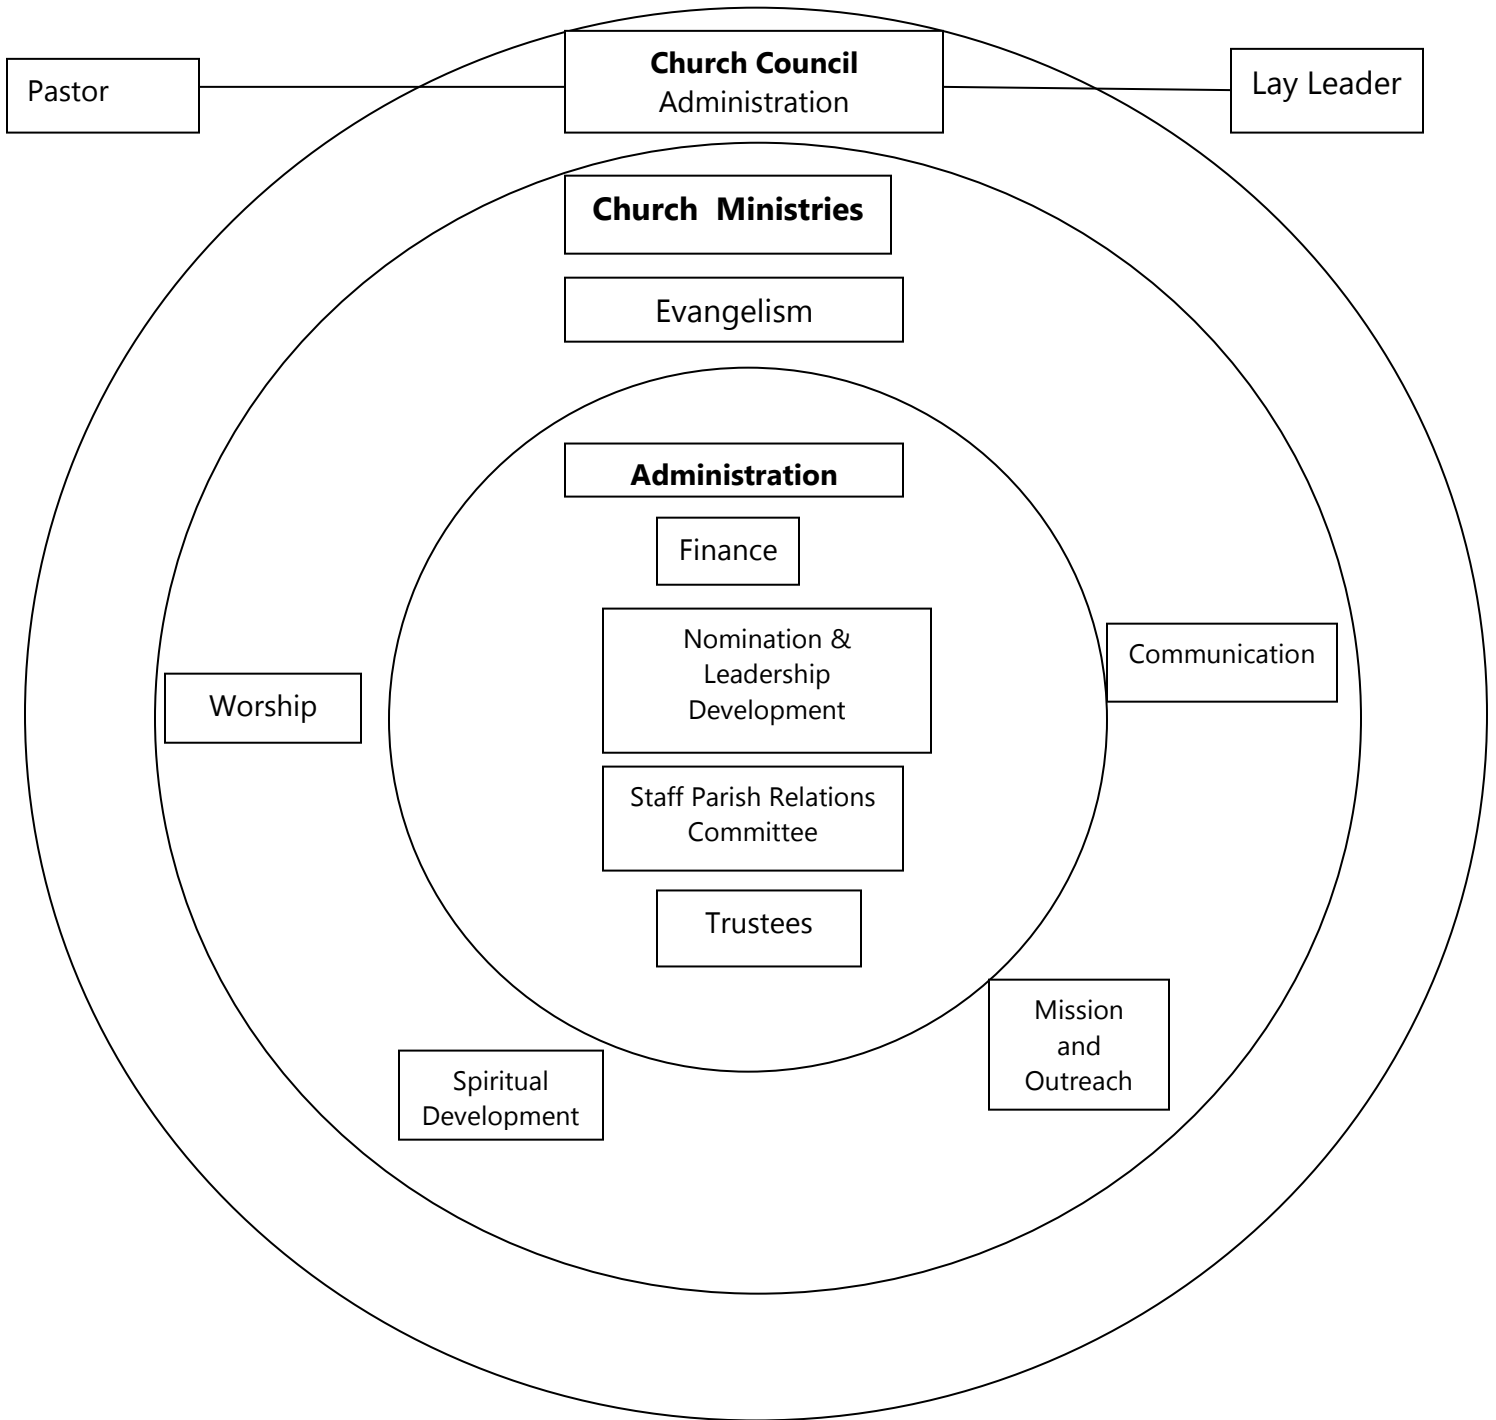 Pastor
Church Council
Administration
Lay Leader
Church  Ministries
Evangelism
Administration
Finance
Nomination &
Leadership
Development
Communication
Worship
Staff Parish Relations
Committee
Trustees
Mission
and
Outreach
Spiritual
Development